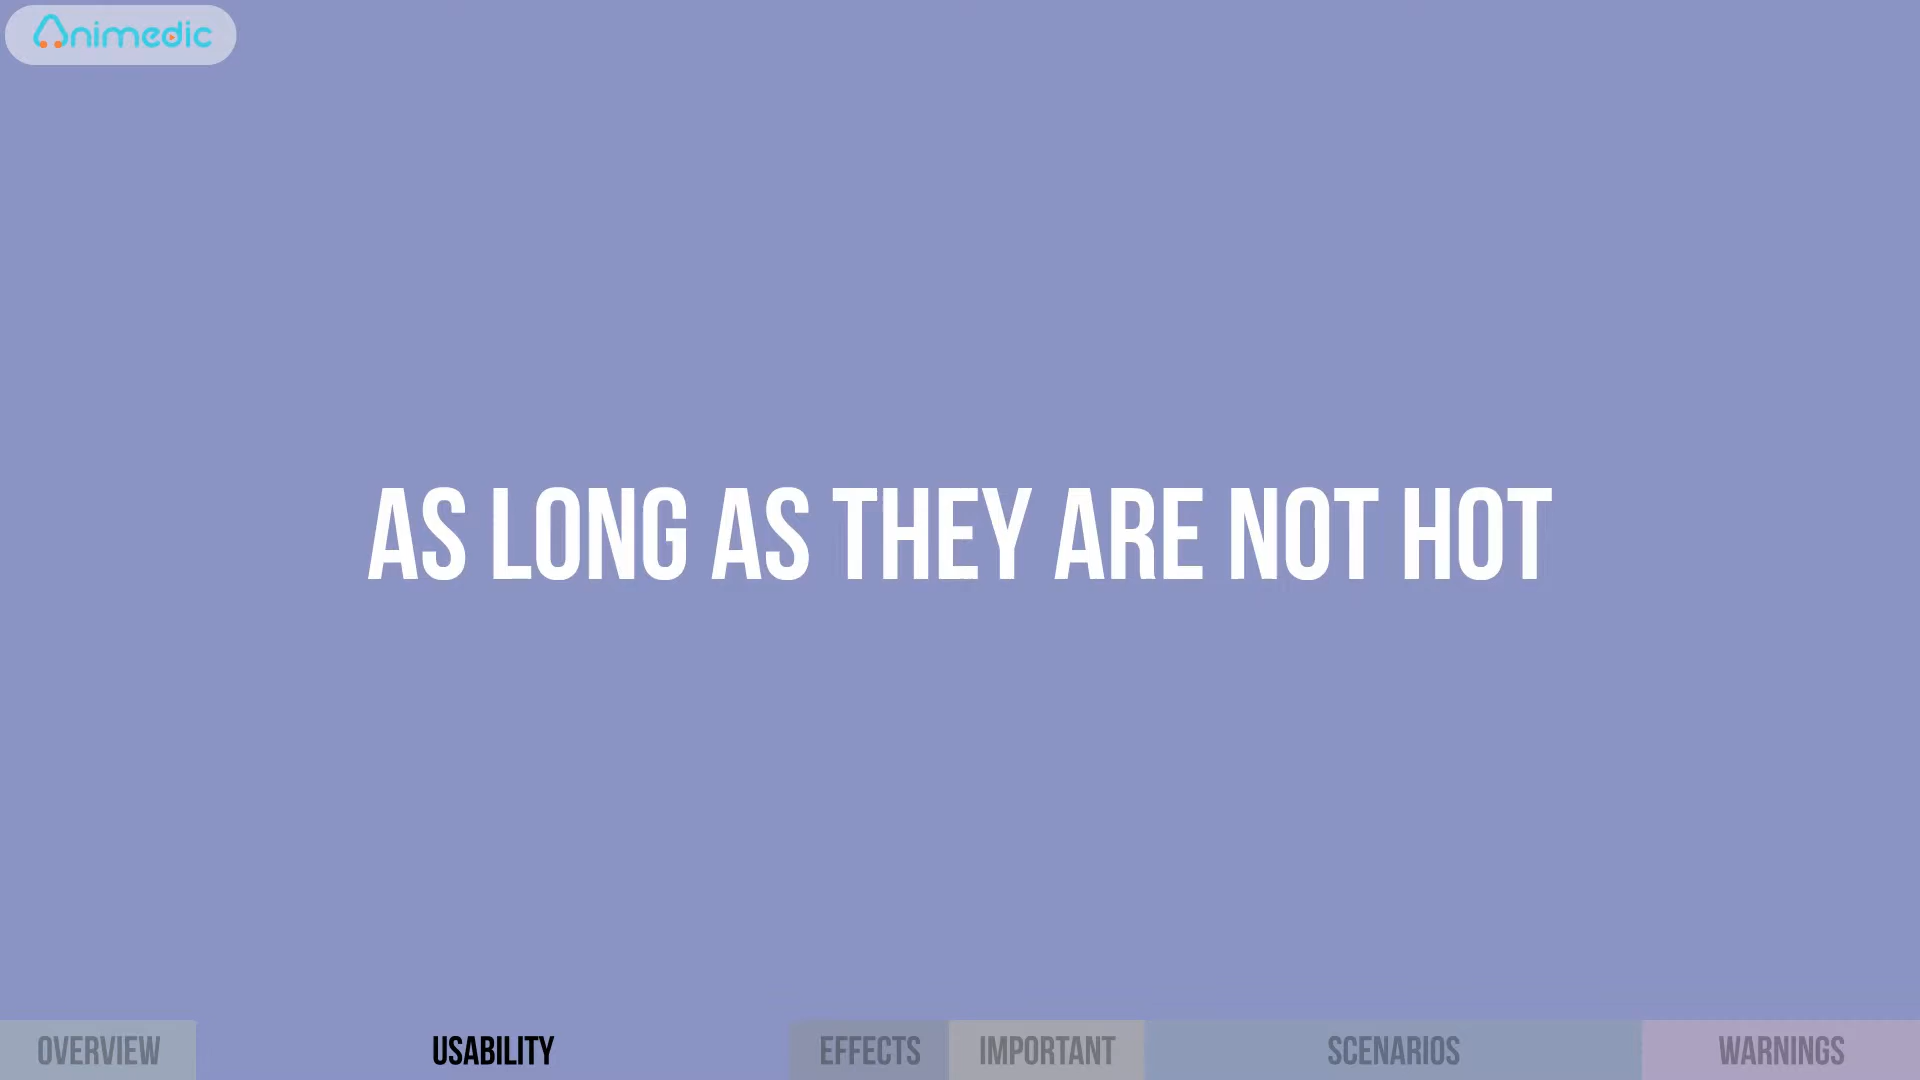 Animedic
AS LONG AS THEY ARE NOT HOT
OVERVIEW
USABILITY
EFFECTS
IMPORTANT
SCENARIOS
WARNINGS